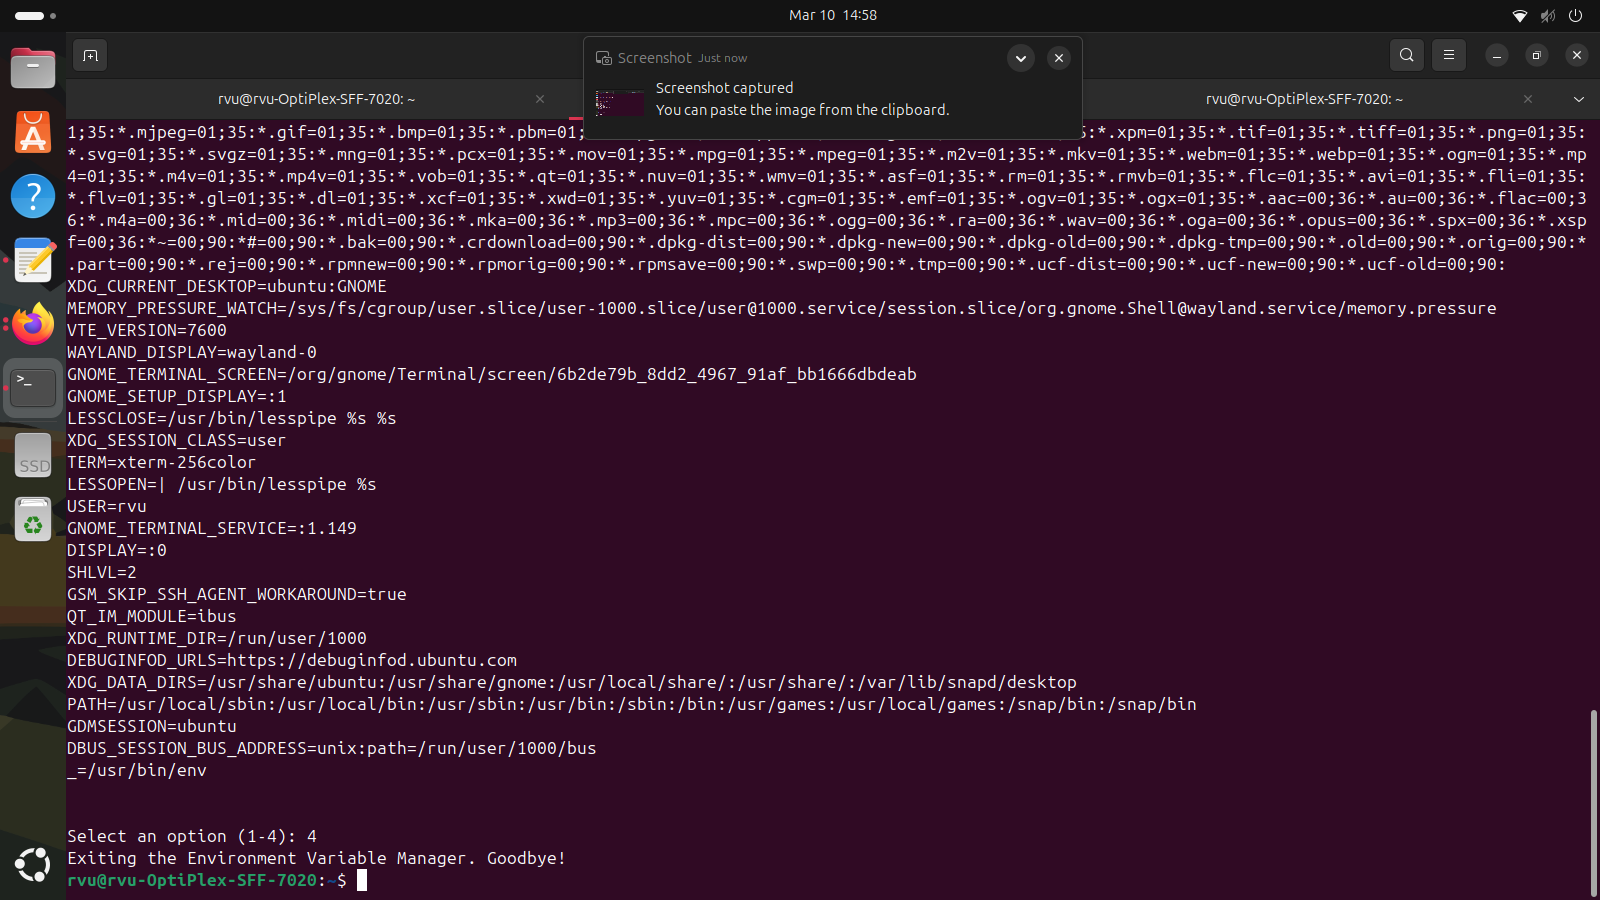 Mar 10 14:58
Screenshot Just now
Screenshot captured
You can paste the image from the clipboard.
rvu@rvu-OptiPlex-SFF-7020: ~
rvu@rvu-OptiPlex-SFF-7020: ~
1;35:*.mjpeg=01;35:*.gif=01;35:*.bmp=01;35:*.pbm=01;35:*.xpm=01;35:*.tif=01;35:*.tiff=01;35:*.png=01;35:
*.svg=01;35:*.svgz=01;35:*.mng=01;35:*.pcx=01;35:*.mov=01;35:*.mpg=01;35:*.mpeg=01;35:*.m2v=01;35:*.mkv=01;35:*.webm=01;35:*.webp=01;35:*.ogm=01;35:*.mp
4=01;35:*.m4v=01;35:*.mp4v=01;35:*.vob=01;35:*.qt=01;35:*.nuv=01;35:*.wmv=01;35:*.asf=01;35:*.rm=01;35:*.rmvb=01;35:*.flc=01;35:*.avi=01;35:*.fli=01;35:
*.flv=01;35:*.gl=01;35:*.dl=01;35:*.xcf=01;35:*.xwd=01;35:*.yuv=01;35:*.cgm=01;35:*.emf=01;35:*.ogv=01;35:*.ogx=01;35:*.aac=00;36:*.au=00;36:*.flac=00;3
6:*.m4a=00;36:*.mid=00;36:*.midi=00;36:*.mka=00;36:*.mp3=00;36:*.mpc=00;36:*.ogg=00;36:*.ra=00;36:*.wav=00;36:*.oga=00;36:*.opus=00;36:*.spx=00;36:*.xsp
f=00;36:*~=00;90:*#=00;90:*.bak=00;90:*.crdownload=00;90:*.dpkg-dist=00;90:*.dpkg-new=00;90:*.dpkg-old=00;90:*.dpkg-tmp=00;90:*.old=00;90:*.orig=00;90:*
.part=00;90:*.rej=00;90:*.rpmnew=00;90:*.rpmorig=00;90:*.rpmsave=00;90:*.swp=00;90:*.tmp=00;90:*.ucf-dist=00;90:*.ucf-new=00;90:*.ucf-old=00;90:
XDG_CURRENT_DESKTOP=ubuntu:GNOME
MEMORY_PRESSURE_WATCH=/sys/fs/cgroup/user.slice/user-1000.slice/user@1000.service/session.slice/org.gnome.Shell@wayland.service/memory.pressure
VTE_VERSION=7600
WAYLAND_DISPLAY=wayland-0
GNOME_TERMINAL_SCREEN=/org/gnome/Terminal/screen/6b2de79b_8dd2_4967_91af_bb1666dbdeab
GNOME_SETUP_DISPLAY=:1
LESSCLOSE=/usr/bin/lesspipe %s %s
XDG_SESSION_CLASS=user
TERM=xterm-256color
LESSOPEN=| /usr/bin/lesspipe %s
USER=rvu
GNOME_TERMINAL_SERVICE=:1.149
DISPLAY=:0
SHLVL=2
GSM_SKIP_SSH_AGENT_WORKAROUND=true
QT_IM_MODULE=ibus
XDG_RUNTIME_DIR=/run/user/1000
DEBUGINFOD_URLS=https://debuginfod.ubuntu.com
XDG_DATA_DIRS=/usr/share/ubuntu:/usr/share/gnome:/usr/local/share/:/usr/share/:/var/lib/snapd/desktop
PATH=/usr/local/sbin:/usr/local/bin:/usr/sbin:/usr/bin:/sbin:/bin:/usr/games:/usr/local/games:/snap/bin:/snap/bin
GDMSESSION=ubuntu
DBUS_SESSION_BUS_ADDRESS=unix:path=/run/user/1000/bus
_=/usr/bin/env
Select an option (1-4): 4
Exiting the Environment Variable Manager. Goodbye!
rvu@rvu-OptiPlex-SFF-7020:~$
SSD